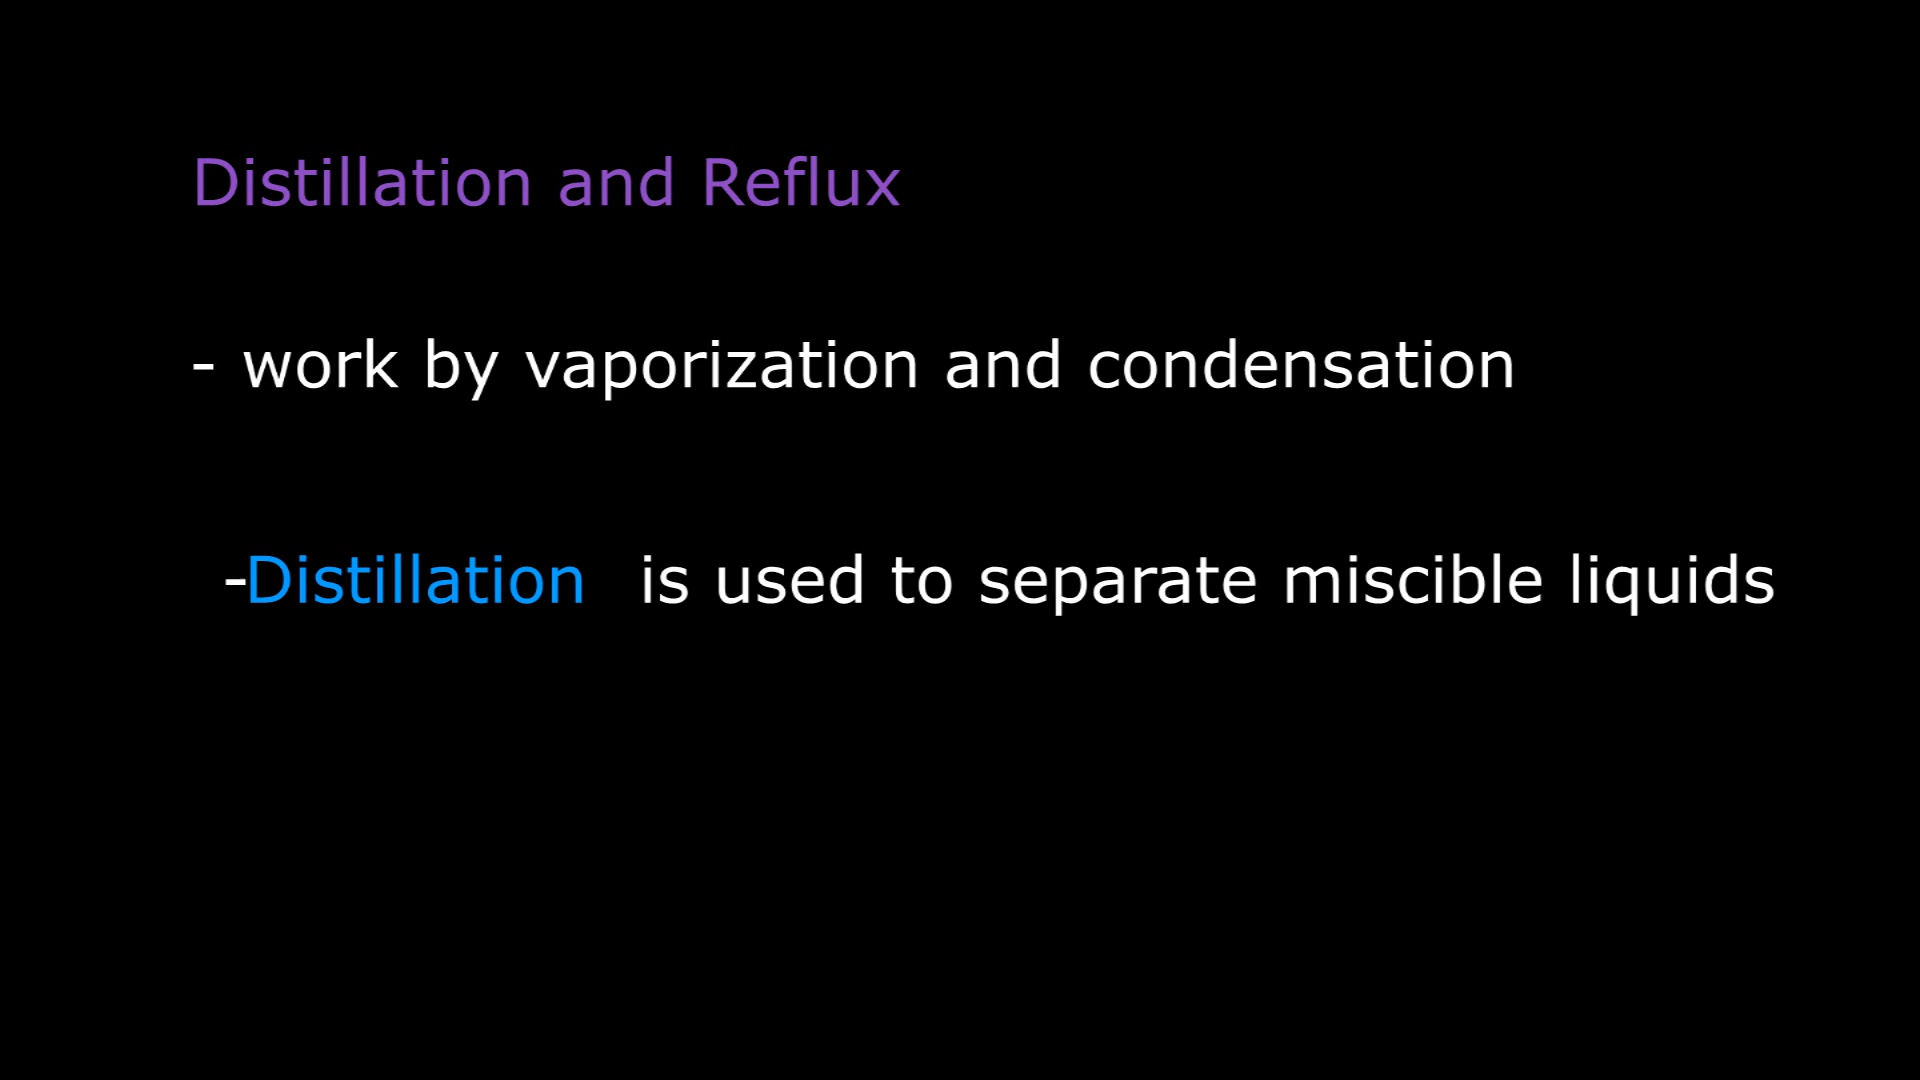 Distillation and Reflux
- work by vaporization and condensation
-Distillation is used to separate miscible liquids